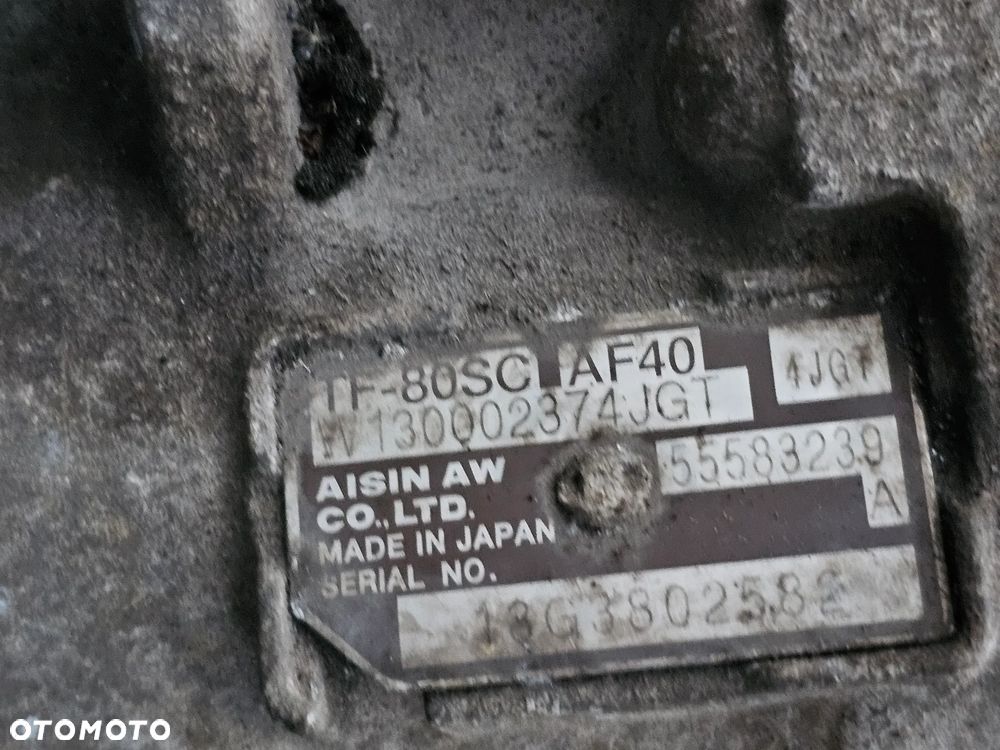 TF-80SC AF40
4JGT
W130002374JGT
55583239
A
AISIN AW
CO.,LTD.
MADE IN JAPAN
SERIAL NO.
13G3802582
OTOMOTO